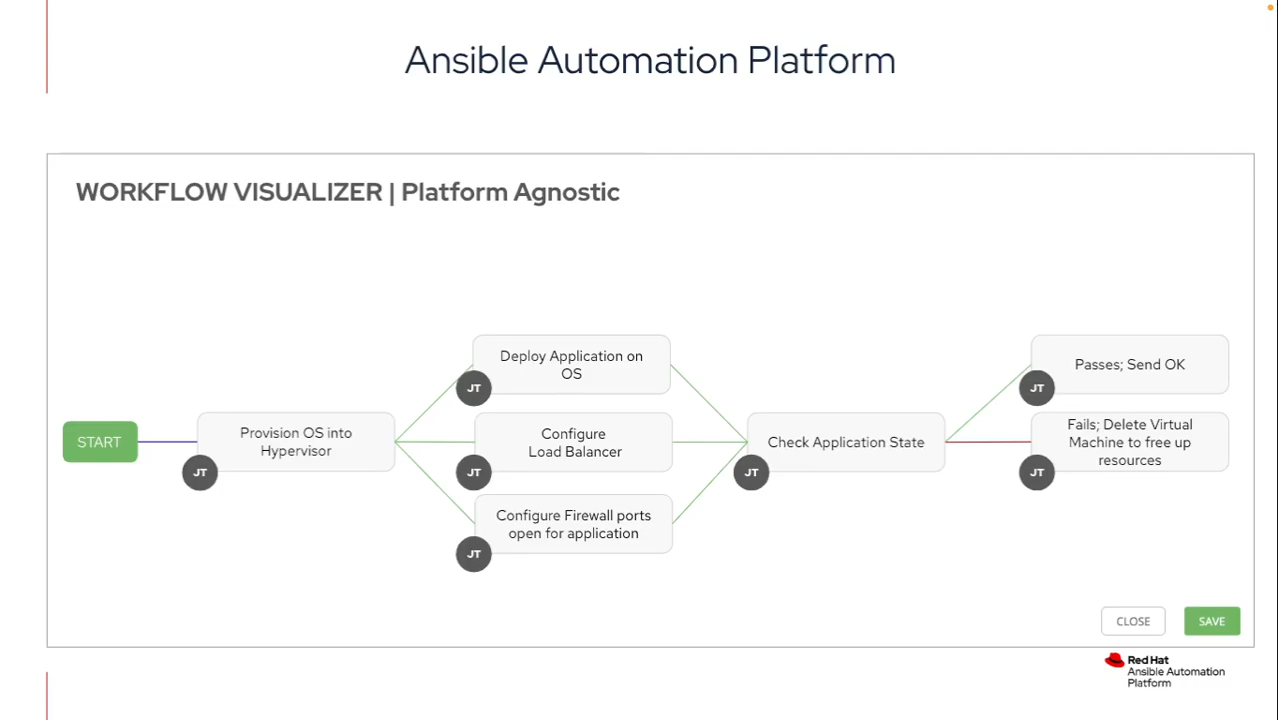 Ansible Automation Platform
WORKFLOW VISUALIZER | Platform Agnostic
START
Provision OS into
Hypervisor
JT
Deploy Application on
OS
JT
Configure
Load Balancer
JT
Configure Firewall ports
open for application
JT
Check Application State
JT
Passes; Send OK
JT
Fails; Delete Virtual
Machine to free up
resources
JT
CLOSE
SAVE
Red Hat
Ansible Automation
Platform